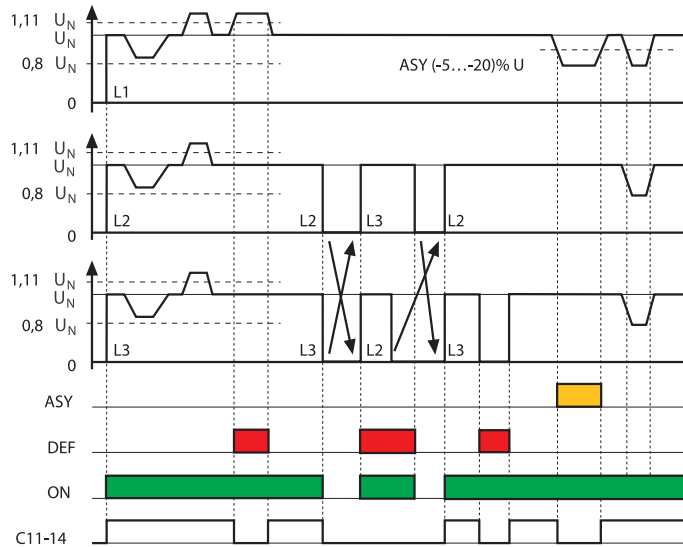 1,11 U_N
U_N
ASY (-5...-20)% U
0,8 U_N
0
L1
1,11 U_N
U_N
0,8 U_N
L2 L2 L3 L2
0
1,11 U_N
U_N
0,8 U_N
L3 L3 L2 L3
0
ASY
DEF
ON
C11-14